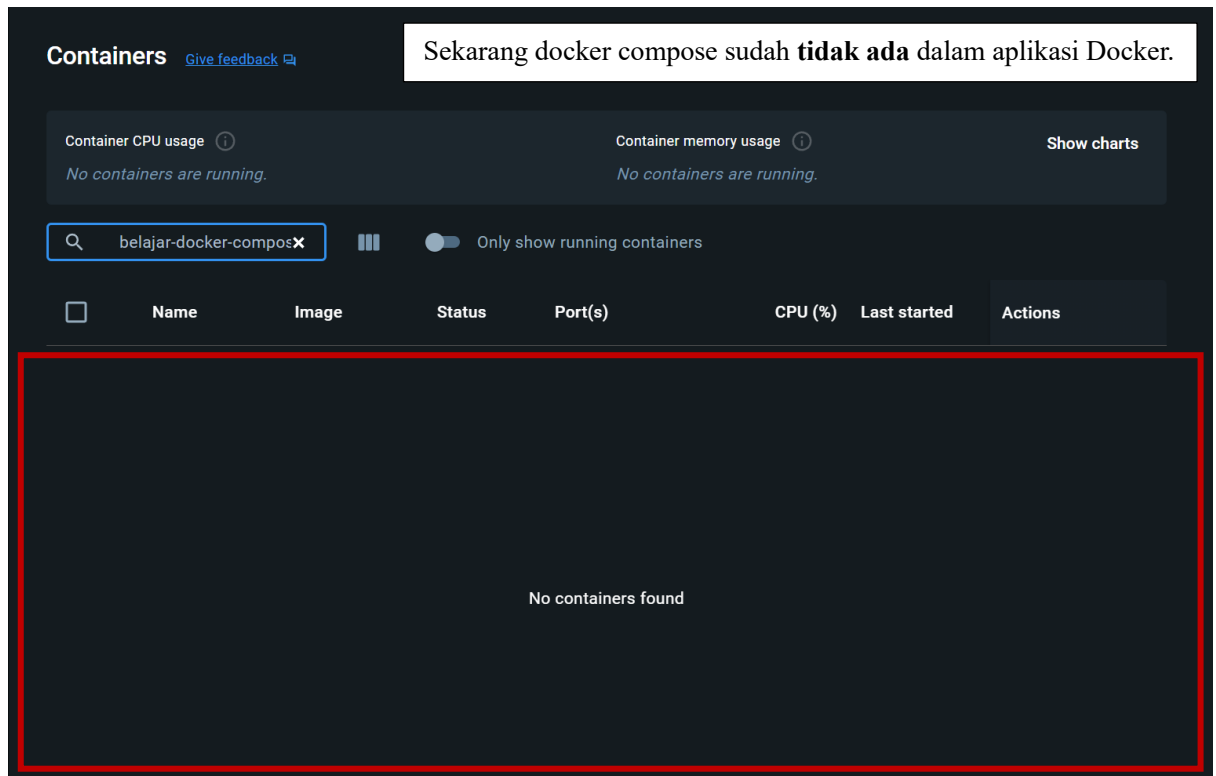 Containers Give feedback
Sekarang docker compose sudah tidak ada dalam aplikasi Docker.
Container CPU usage
No containers are running.
Container memory usage
No containers are running.
Show charts
belajar-docker-compos
Only show running containers
Name Image Status Port(s) CPU (%) Last started Actions
No containers found